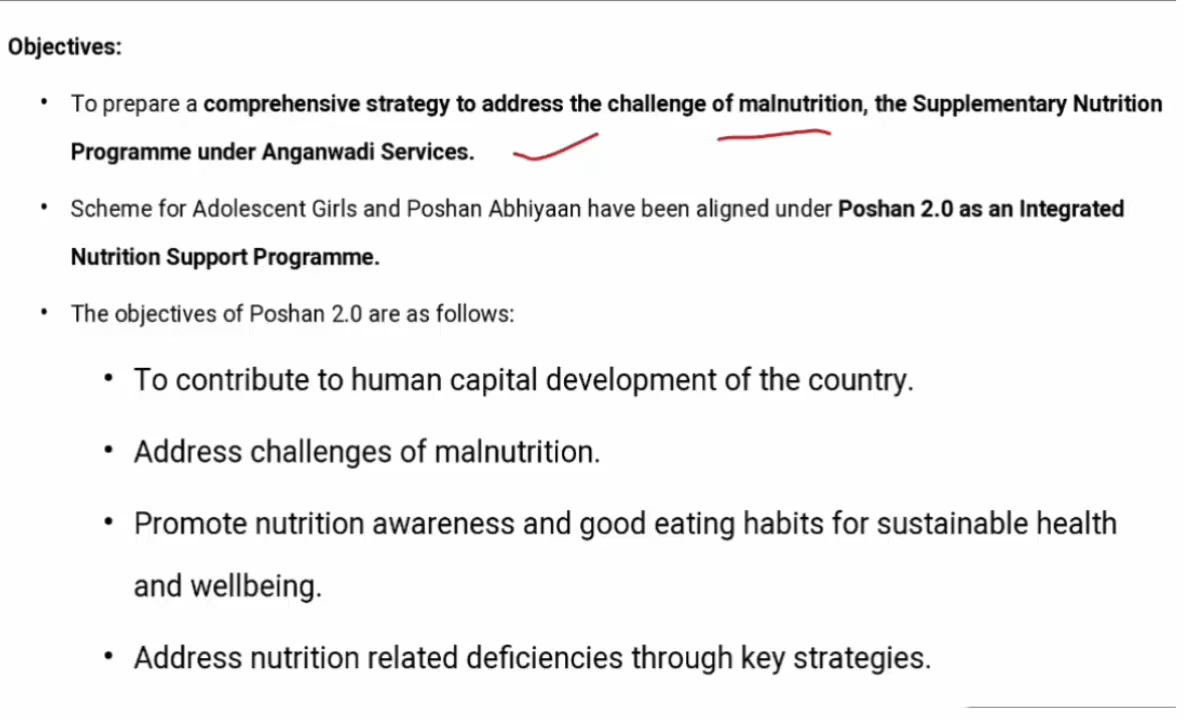 Objectives:
• To prepare a comprehensive strategy to address the challenge of malnutrition, the Supplementary Nutrition
Programme under Anganwadi Services.
• Scheme for Adolescent Girls and Poshan Abhiyaan have been aligned under Poshan 2.0 as an Integrated
Nutrition Support Programme.
• The objectives of Poshan 2.0 are as follows:
• To contribute to human capital development of the country.
• Address challenges of malnutrition.
• Promote nutrition awareness and good eating habits for sustainable health
and wellbeing.
• Address nutrition related deficiencies through key strategies.